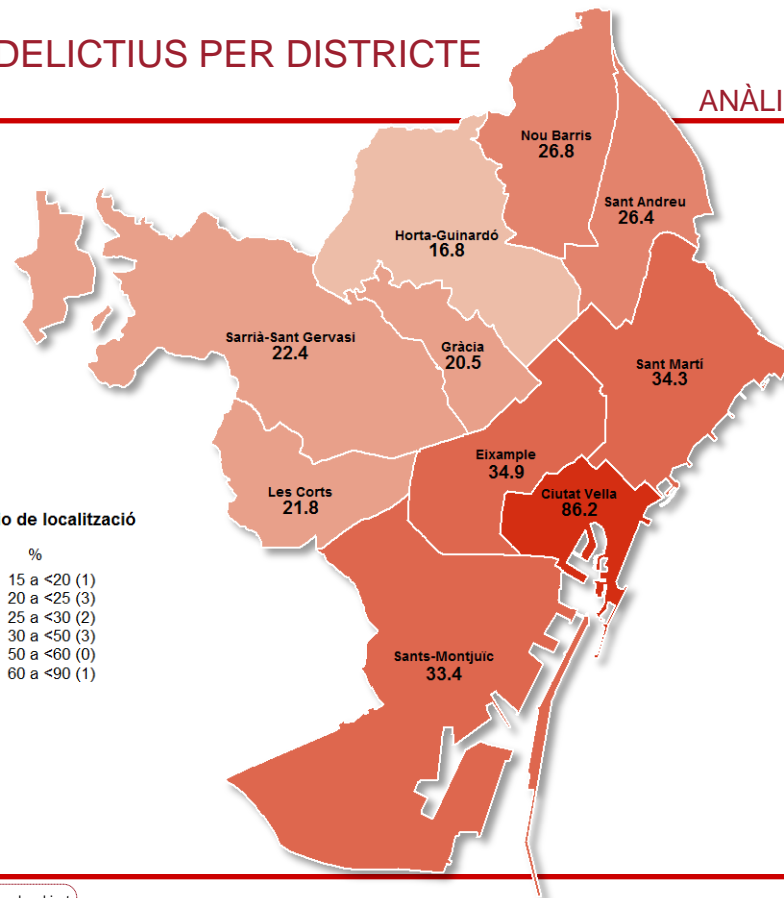 DELICTIUS PER DISTRICTE
ANÀLI
Nou Barris
26.8
Sant Andreu
26.4
Horta-Guinardó
16.8
Sarrià-Sant Gervasi
22.4
Gràcia
20.5
Sant Martí
34.3
Eixample
34.9
Ciutat Vella
86.2
Les Corts
21.8
Sants-Montjuïc
33.4
de localització
%
15 a <20 (1)
20 a <25 (3)
25 a <30 (2)
30 a <50 (3)
50 a <60 (0)
60 a <90 (1)